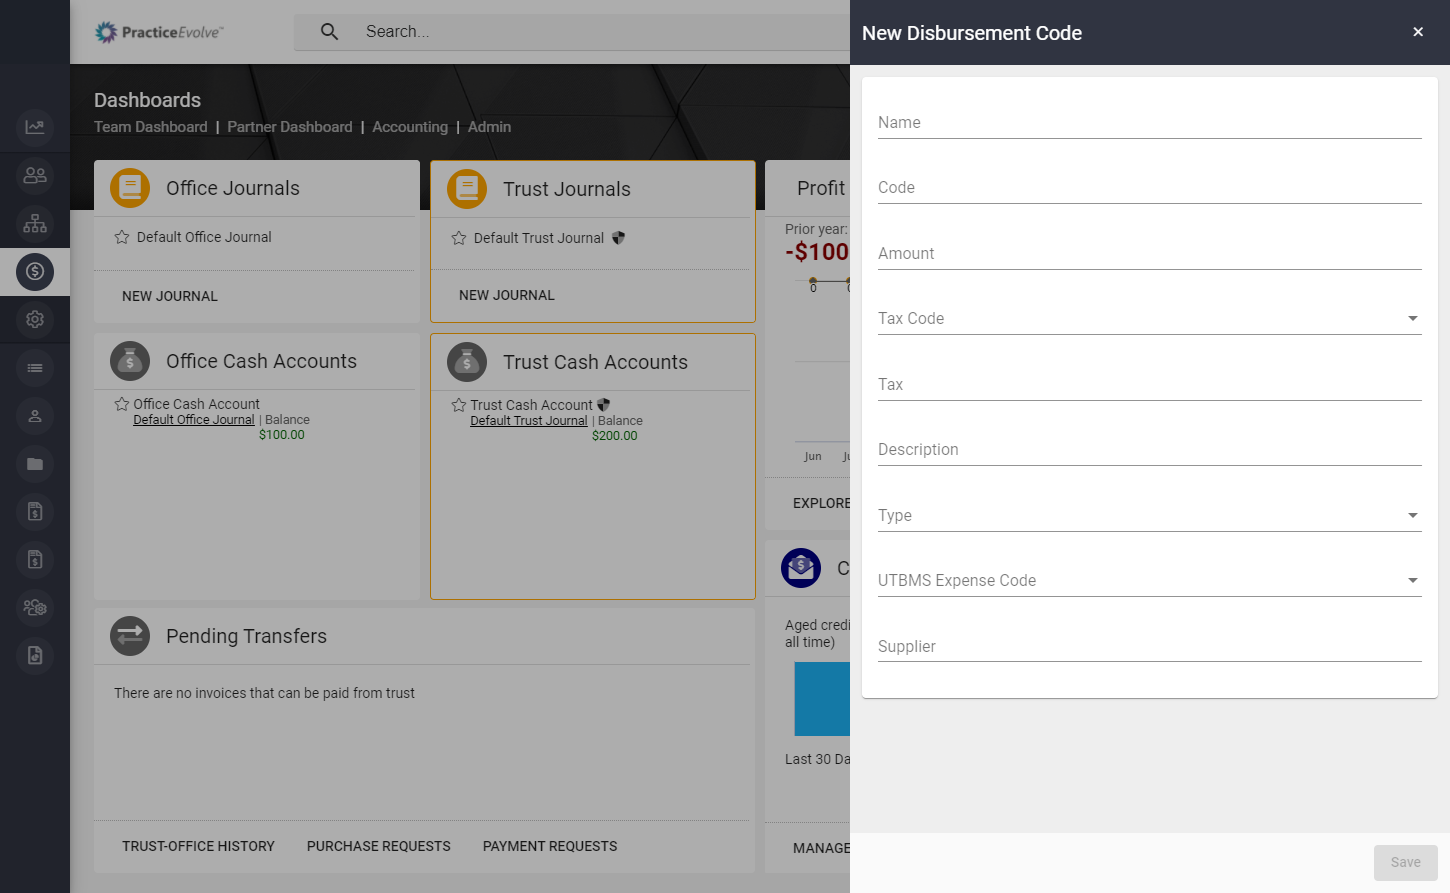 PracticeEvolve™
Search...
Dashboards
Team Dashboard | Partner Dashboard | Accounting | Admin
Office Journals
Default Office Journal
NEW JOURNAL
Trust Journals
Default Trust Journal
NEW JOURNAL
Profit
Prior year:
-$100
0
Jun
EXPLORE
Office Cash Accounts
Office Cash Account
Default Office Journal | Balance
$100.00
Trust Cash Accounts
Trust Cash Account
Default Trust Journal | Balance
$200.00
Pending Transfers
There are no invoices that can be paid from trust
TRUST-OFFICE HISTORY PURCHASE REQUESTS PAYMENT REQUESTS
C
Aged credi
all time)
Last 30 Da
MANAGE
New Disbursement Code
Name
Code
Amount
Tax Code
Tax
Description
Type
UTBMS Expense Code
Supplier
Save